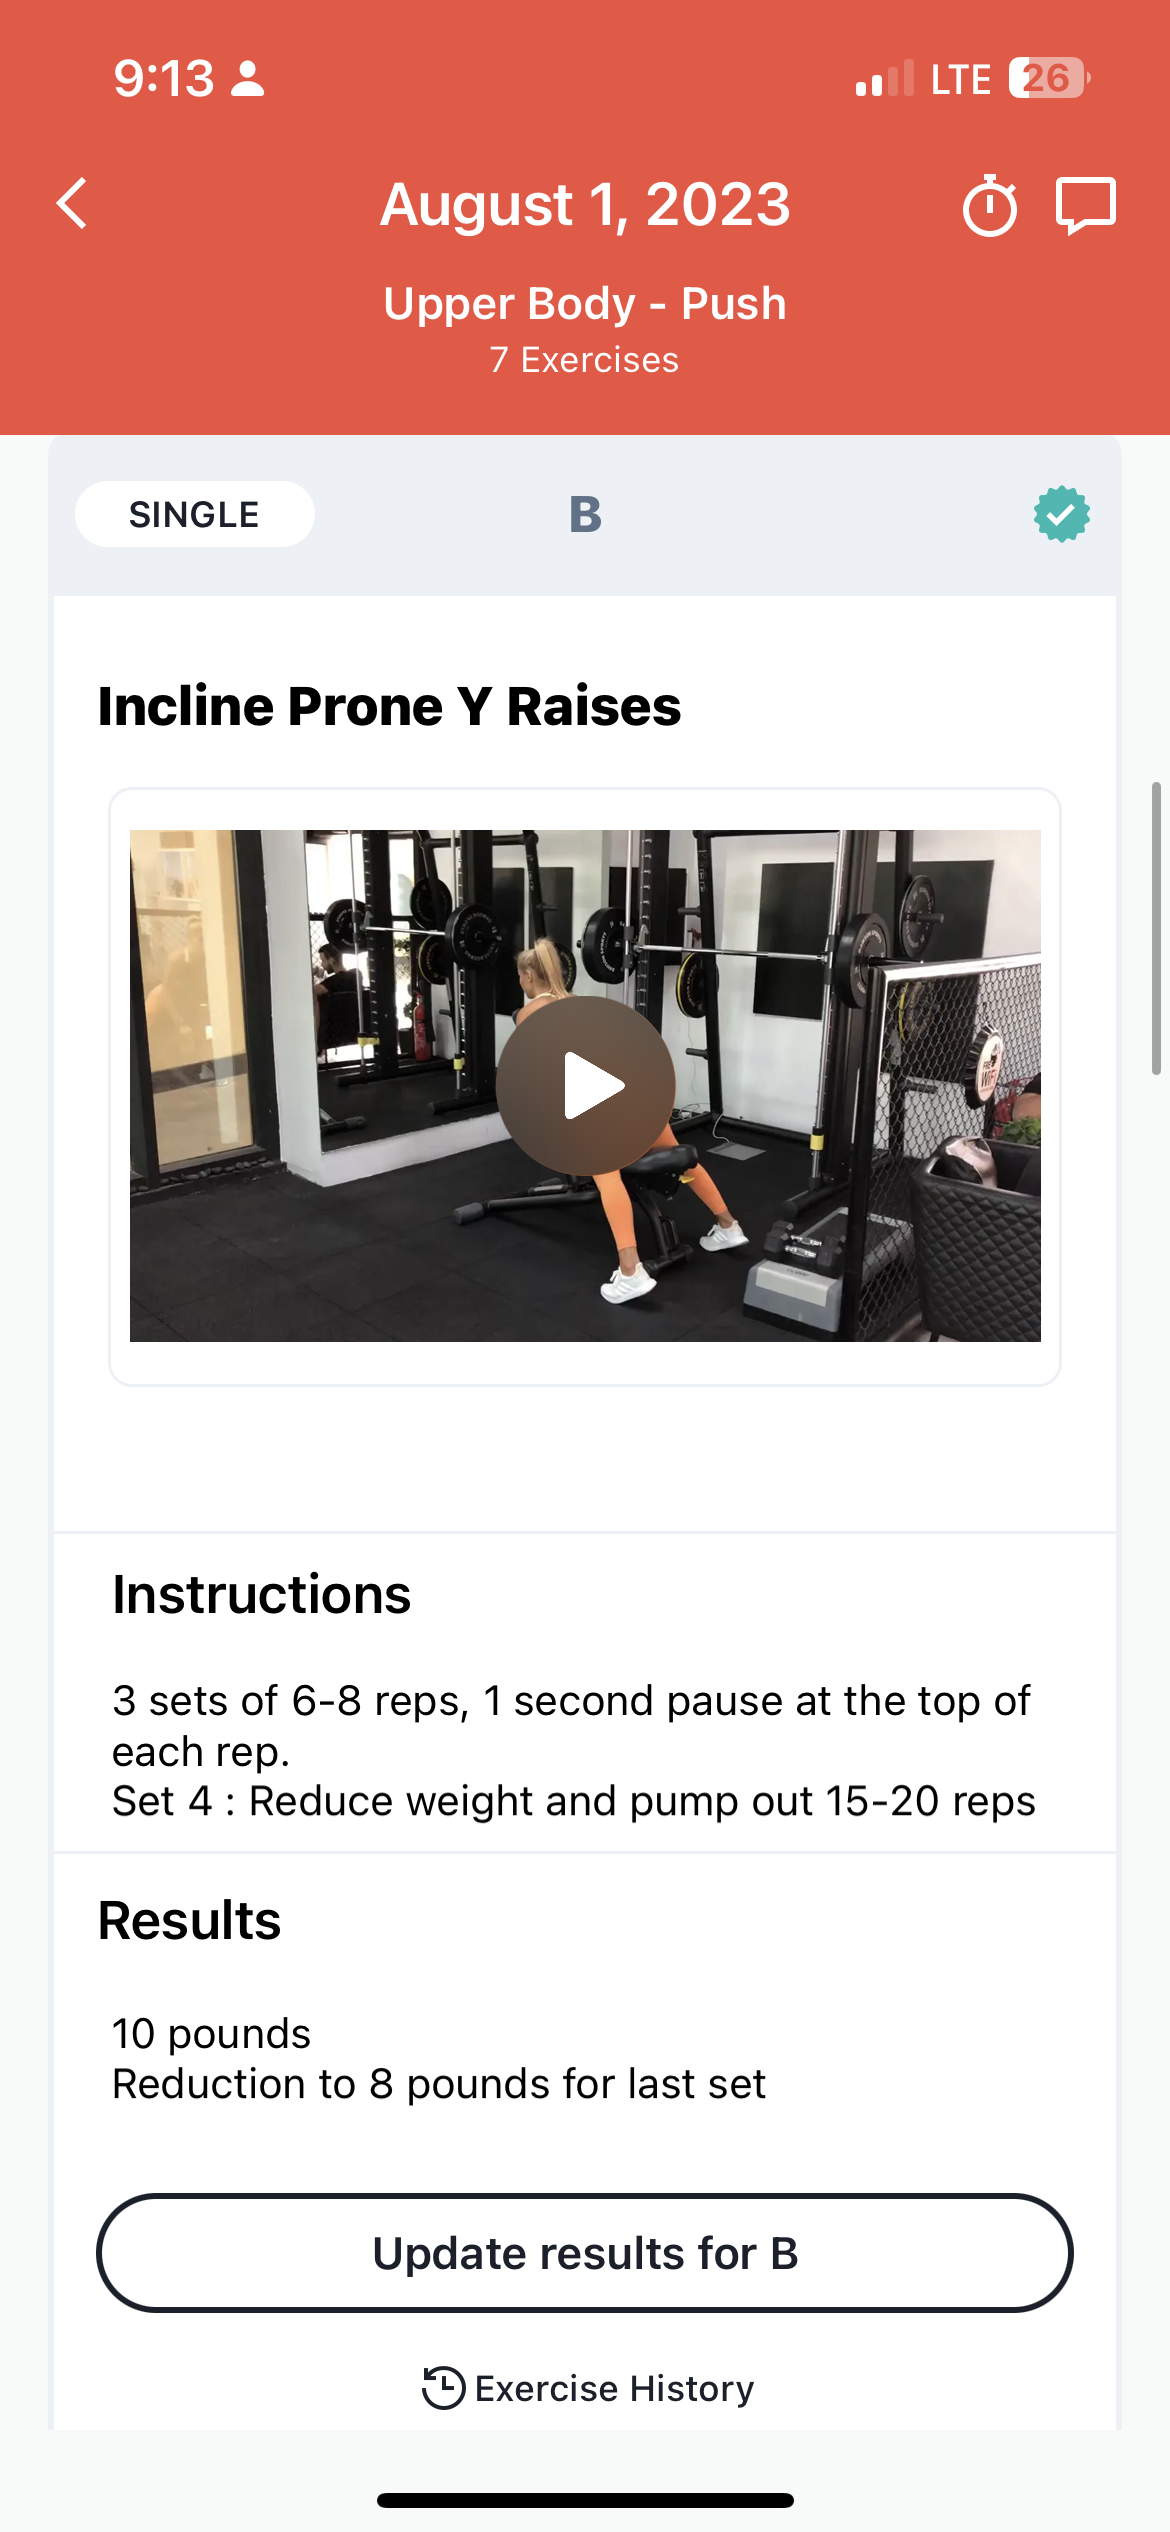 9:13
LTE 26
August 1, 2023
Upper Body - Push
7 Exercises
SINGLE
B
Incline Prone Y Raises
Instructions
3 sets of 6-8 reps, 1 second pause at the top of
each rep.
Set 4 : Reduce weight and pump out 15-20 reps
Results
10 pounds
Reduction to 8 pounds for last set
Update results for B
Exercise History